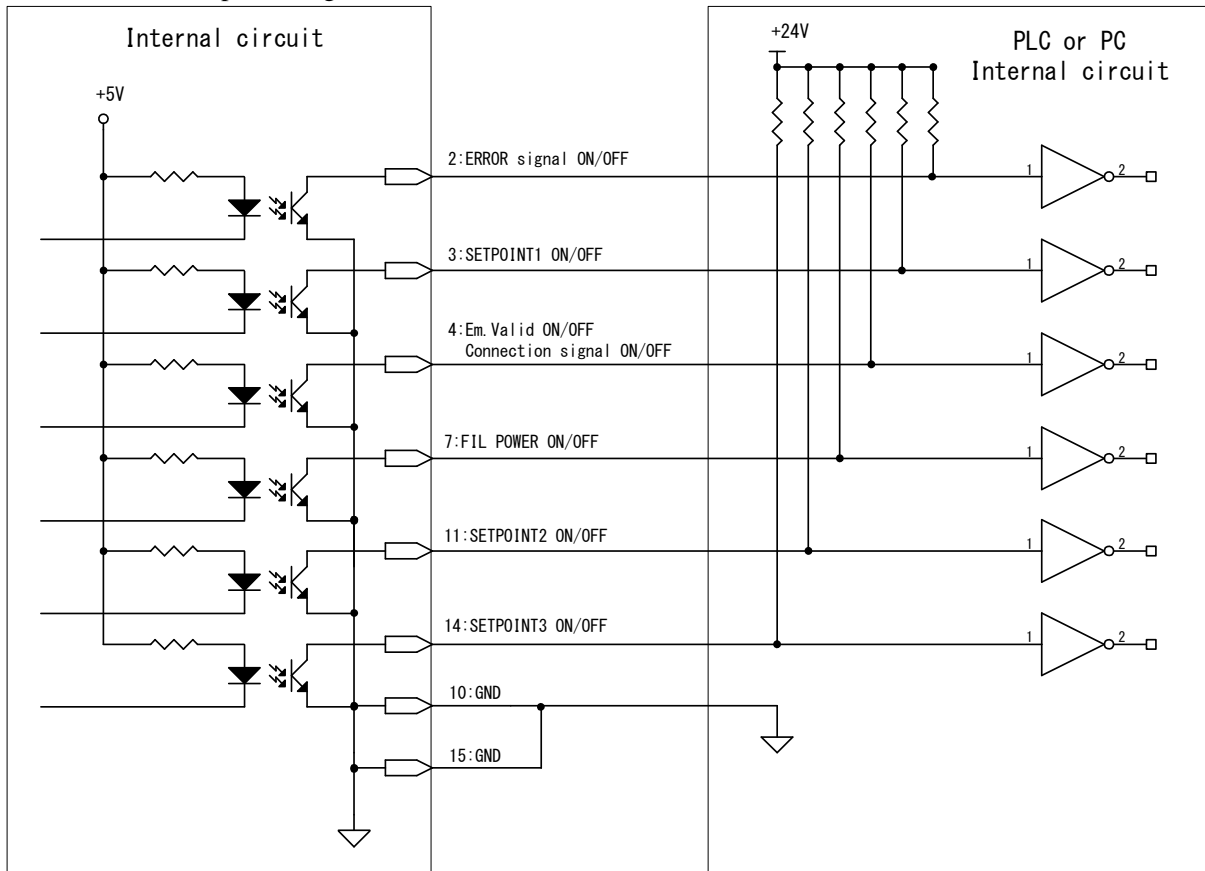 Internal circuit
+24V
PLC or PC
Internal circuit
+5V
2:ERROR signal ON/OFF
1
2
3:SETPOINT1 ON/OFF
1
2
4:Em.Valid ON/OFF
Connection signal ON/OFF
1
2
7:FIL POWER ON/OFF
1
2
11:SETPOINT2 ON/OFF
1
2
14:SETPOINT3 ON/OFF
1
2
10:GND
15:GND